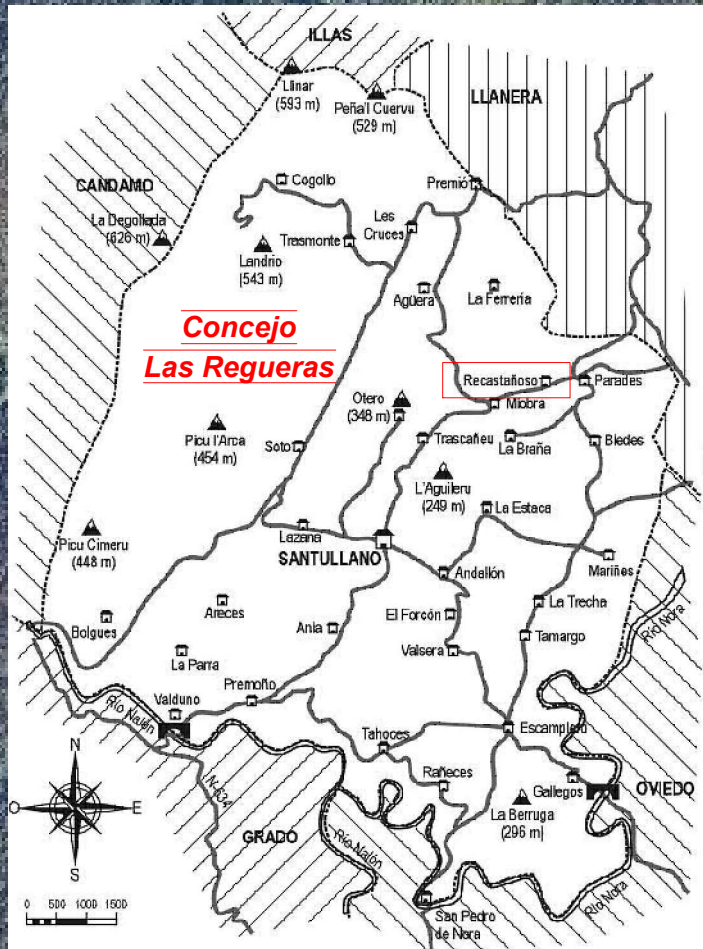 ILLAS
Llinar
(593 m)
Peña'l Cuervu
(529 m)
LLANERA
CANDAMO
La Degollada
(626 m)
Cogollo
Premió
Les
Cruces
Trasmonte
Landrio
(543 m)
Agüera
La Ferrería
Concejo
Las Regueras
Recastañoso
Parades
Miobra
Otero
(348 m)
Picu l'Arca
(454 m)
Soto
Trascañeu
La Braña
Biedes
L'Aguileru
(249 m)
La Estaca
Picu Cimeru
(448 m)
Lazana
SANTULLANO
Andallón
Mariñes
Bolgues
Areces
Ania
El Forcón
La Trecha
Río Nora
Tamargo
La Parra
Valsera
Premoño
Valduno
Río Nalón
Tahoces
Escamplero
Rañeces
Gallegos
OVIEDO
La Berruga
(296 m)
N
O
E
S
N-634
GRADO
Río Nalón
Río Nora
San Pedro
de Nora
0 500 1000 1500